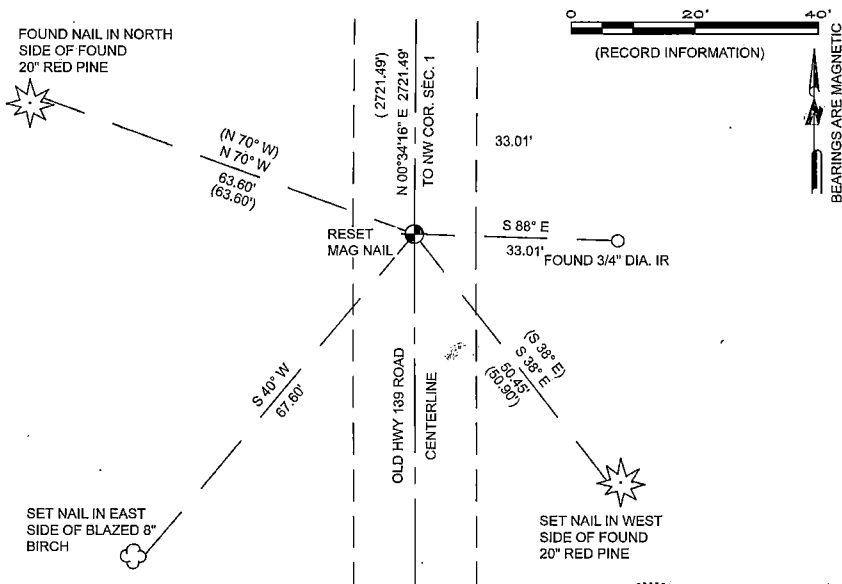 FOUND NAIL IN NORTH
SIDE OF FOUND
20" RED PINE
0 20' 40'
(RECORD INFORMATION)
BEARINGS ARE MAGNETIC
(2721.49')
N 00°34'16" E 2721.49'
TO NW COR. SEC. 1
33.01'
(N 70° W)
N 70° W
63.60'
(63.60')
RESET
MAG NAIL
S 88° E
33.01'
FOUND 3/4" DIA. IR
S 40° W
67.60'
OLD HWY 139 ROAD
CENTERLINE
(S 38° E)
S 38° E
50.45'
(50.90')
SET NAIL IN EAST
SIDE OF BLAZED 8"
BIRCH
SET NAIL IN WEST
SIDE OF FOUND
20" RED PINE